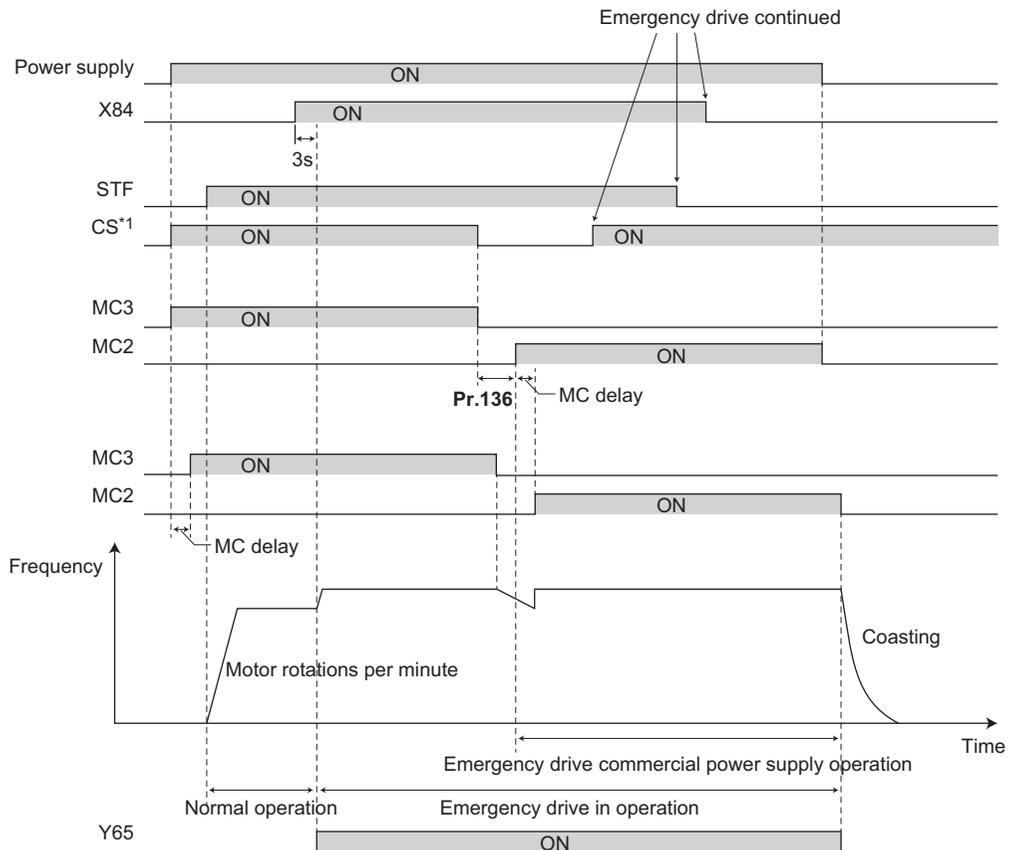 Emergency drive continued
Power supply
ON
X84
ON
3s
STF
ON
CS*1
ON
ON
MC3
ON
MC2
ON
Pr.136
MC delay
MC3
ON
MC2
ON
MC delay
Frequency
Motor rotations per minute
Coasting
Time
Emergency drive commercial power supply operation
Normal operation
Emergency drive in operation
Y65
ON